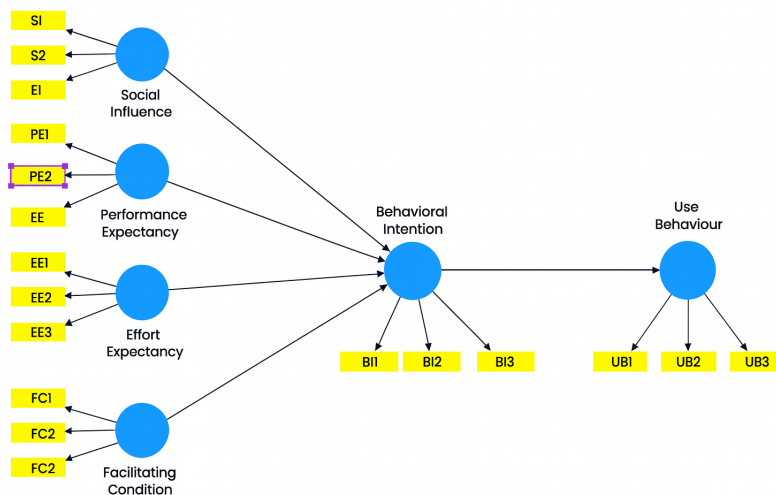 SI
S2
EI
Social
Influence
PE1
PE2
EE
Performance
Expectancy
EE1
EE2
EE3
Effort
Expectancy
FC1
FC2
FC2
Facilitating
Condition
Behavioral
Intention
BI1
BI2
BI3
Use
Behaviour
UB1
UB2
UB3